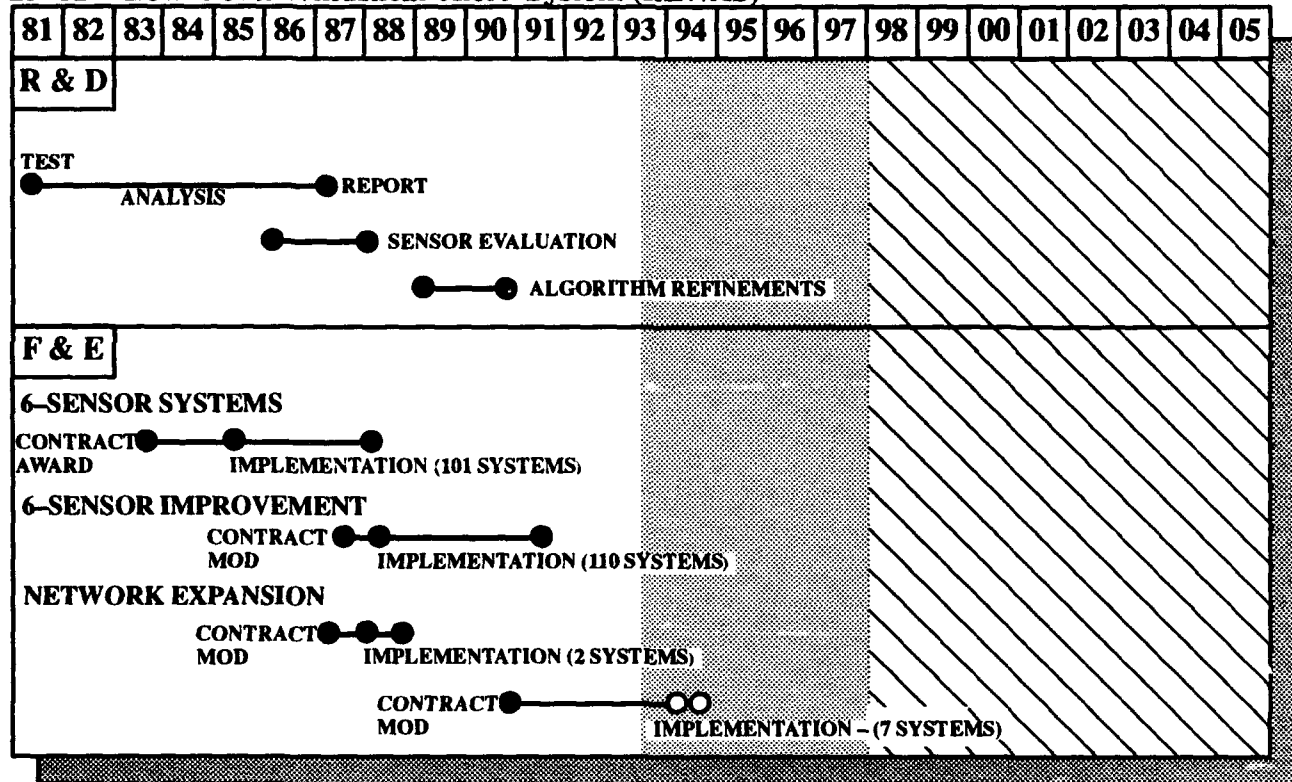 81 82 83 84 85 86 87 88 89 90 91 92 93 94 95 96 97 98 99 00 01 02 03 04 05
R & D
TEST
ANALYSIS
REPORT
SENSOR EVALUATION
ALGORITHM REFINEMENTS
F & E
6–SENSOR SYSTEMS
CONTRACT
AWARD
IMPLEMENTATION (101 SYSTEMS)
6–SENSOR IMPROVEMENT
CONTRACT
MOD
IMPLEMENTATION (110 SYSTEMS)
NETWORK EXPANSION
CONTRACT
MOD
IMPLEMENTATION (2 SYSTEMS)
CONTRACT
MOD
IMPLEMENTATION – (7 SYSTEMS)